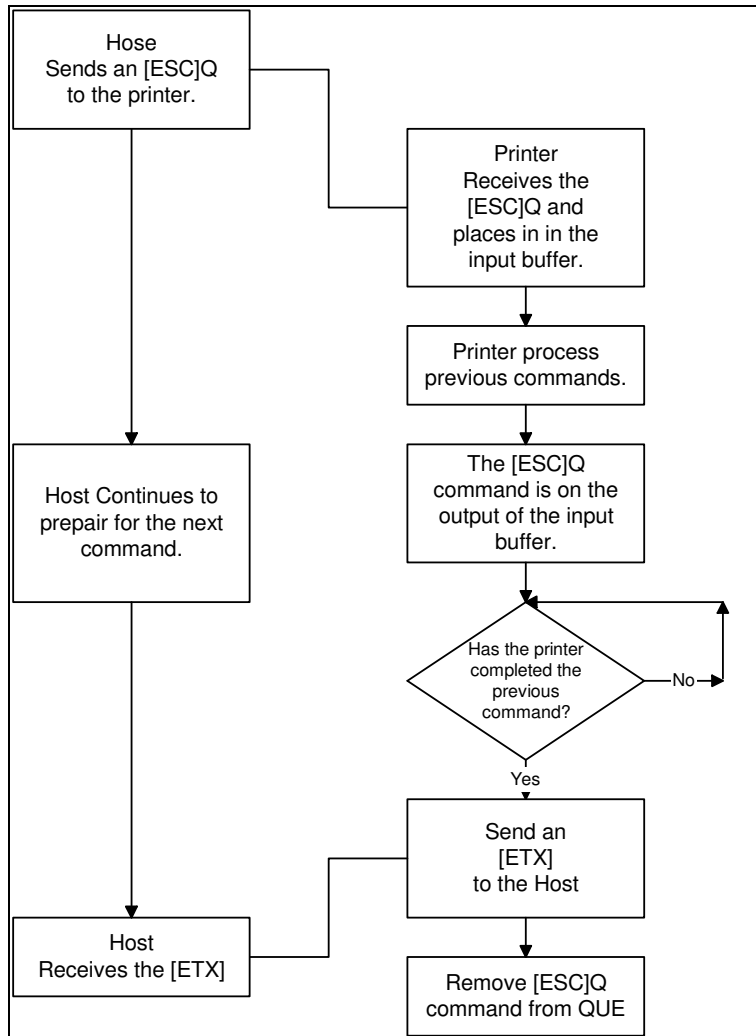 Hose
Sends an [ESC]Q
to the printer.
Printer
Receives the
[ESC]Q and
places in in the
input buffer.
Printer process
previous commands.
Host Continues to
prepair for the next
command.
The [ESC]Q
command is on the
output of the input
buffer.
Has the printer
completed the
previous
command?
No
Yes
Send an
[ETX]
to the Host
Host
Receives the [ETX]
Remove [ESC]Q
command from QUE